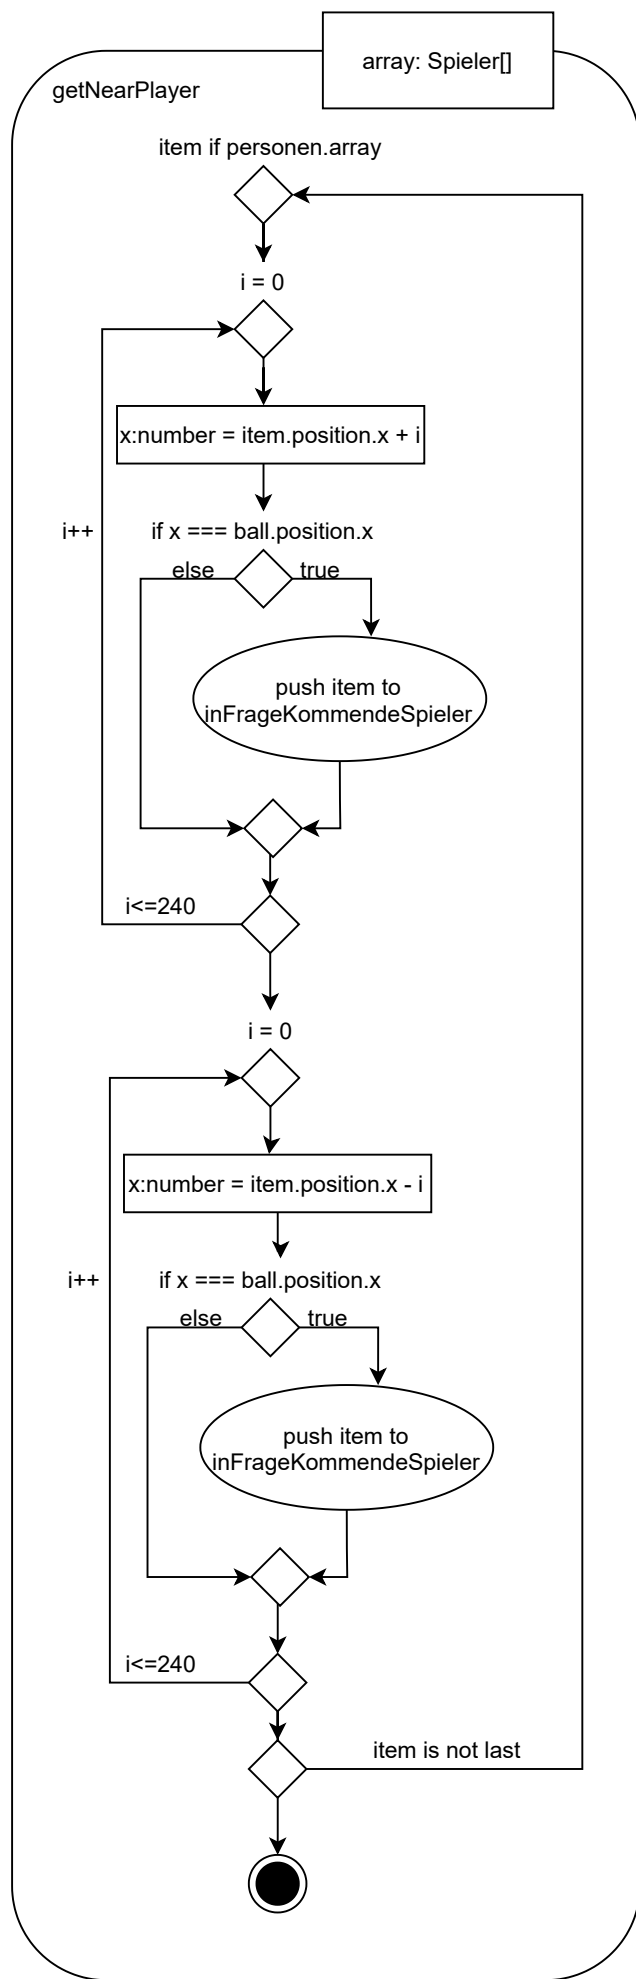 array: Spieler[]
getNearPlayer
item if personen.array
i = 0
x:number = item.position.x + i
i++
if x === ball.position.x
else
true
push item to
inFrageKommendeSpieler
i<=240
i = 0
x:number = item.position.x - i
i++
if x === ball.position.x
else
true
push item to
inFrageKommendeSpieler
i<=240
item is not last